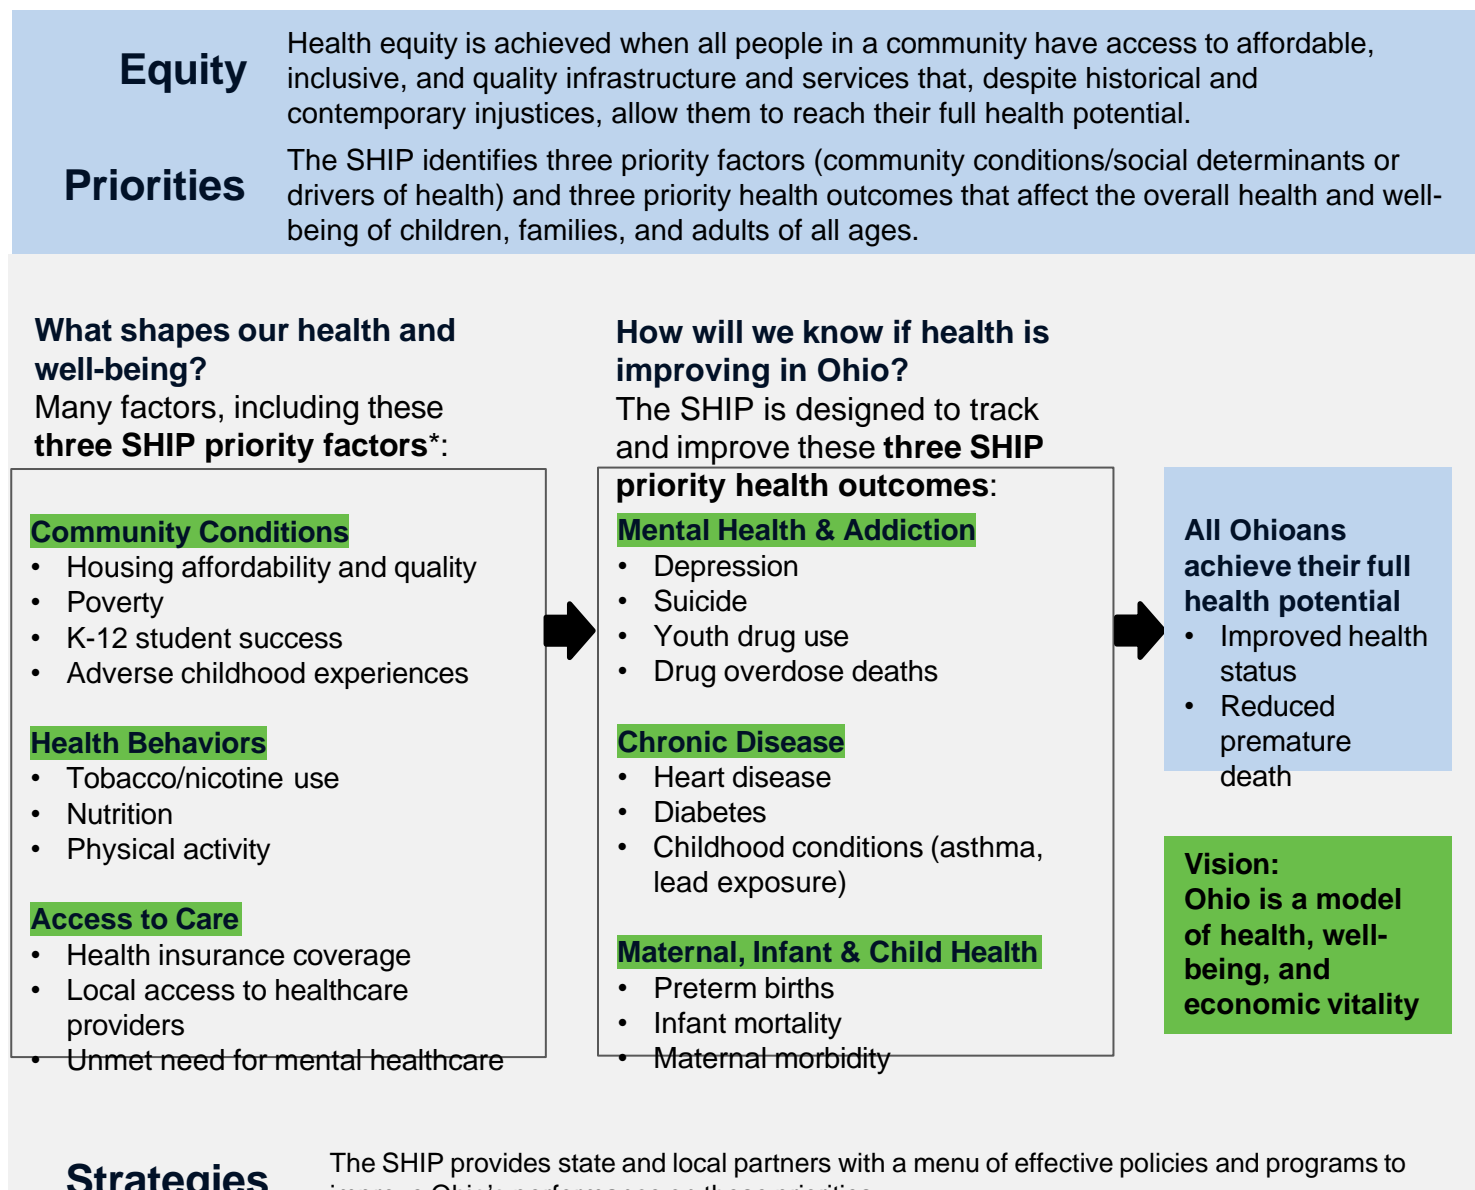 Equity
Health equity is achieved when all people in a community have access to affordable,
inclusive, and quality infrastructure and services that, despite historical and
contemporary injustices, allow them to reach their full health potential.
Priorities
The SHIP identifies three priority factors (community conditions/social determinants or
drivers of health) and three priority health outcomes that affect the overall health and well-
being of children, families, and adults of all ages.
What shapes our health and
well-being?
Many factors, including these
three SHIP priority factors*:
Community Conditions
• Housing affordability and quality
• Poverty
• K-12 student success
• Adverse childhood experiences
Health Behaviors
• Tobacco/nicotine use
• Nutrition
• Physical activity
Access to Care
• Health insurance coverage
• Local access to healthcare
providers
• Unmet need for mental healthcare
How will we know if health is
improving in Ohio?
The SHIP is designed to track
and improve these three SHIP
priority health outcomes:
Mental Health & Addiction
• Depression
• Suicide
• Youth drug use
• Drug overdose deaths
Chronic Disease
• Heart disease
• Diabetes
• Childhood conditions (asthma,
lead exposure)
Maternal, Infant & Child Health
• Preterm births
• Infant mortality
• Maternal morbidity
All Ohioans
achieve their full
health potential
• Improved health
status
• Reduced
premature
death
Vision:
Ohio is a model
of health, well-
being, and
economic vitality
Strategies
The SHIP provides state and local partners with a menu of effective policies and programs to
improve Ohio's performance on these priorities